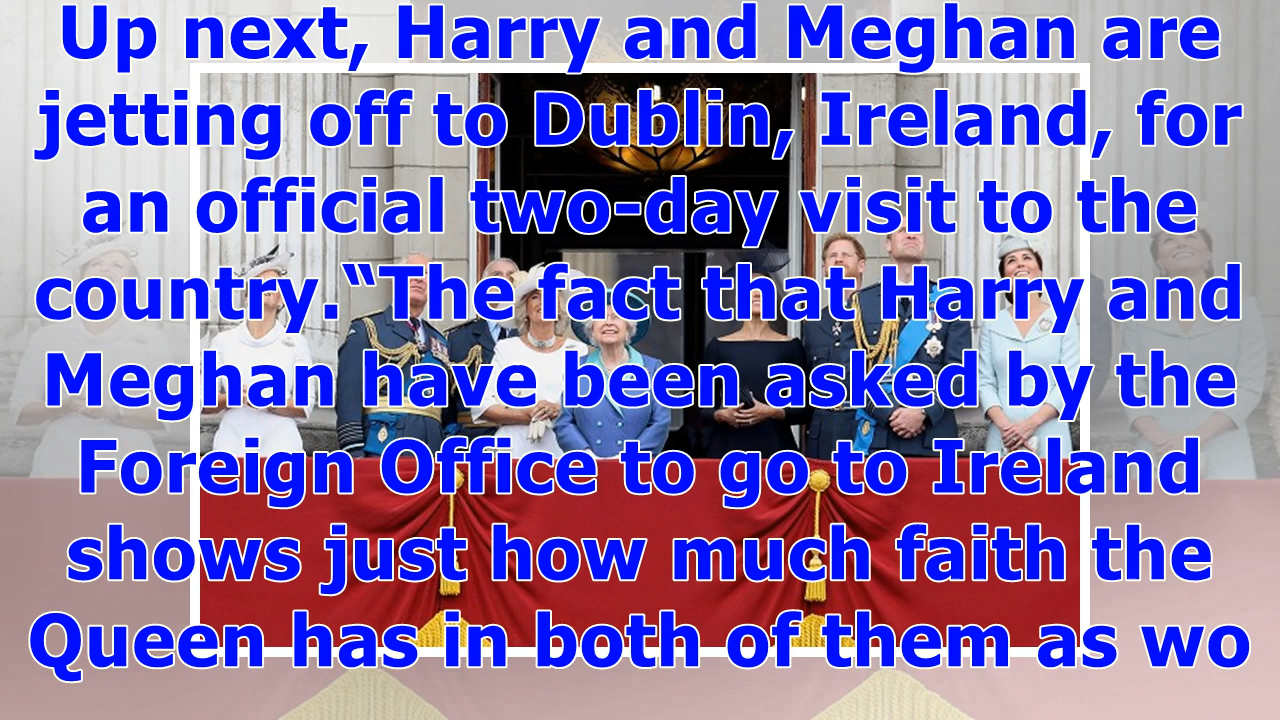 Up next, Harry and Meghan are
jetting off to Dublin, Ireland, for
an official two-day visit to the
country.“The fact that Harry and
Meghan have been asked by the
Foreign Office to go to Ireland
shows just how much faith the
Queen has in both of them as wo